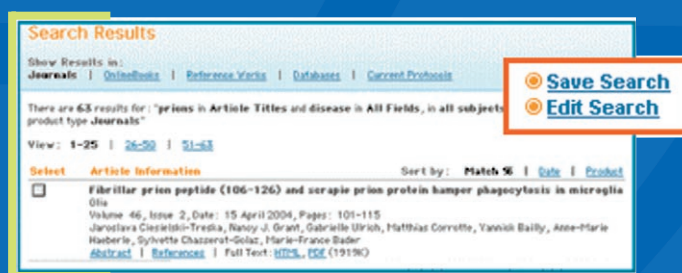 Search Results
Show Results in:
Journals | OnlineBooks | Reference Works | Databases | Current Protocols
There are 63 results for: "prions in Article Titles and disease in All Fields, in all subjects
product type Journals"
View: 1-25 | 26-50 | 51-63
Select Article Information Sort by: Match % | Date | Product
Fibrillar prion peptide (106-126) and scrapie prion protein hamper phagocytosis in microglia
Glia
Volume 46, Issue 2, Date: 15 April 2004, Pages: 101-115
Jaroslava Ciesielski-Treska, Nancy J. Grant, Gabrielle Ulrich, Matthias Corrotte, Yannick Bailly, Anne-Marie
Haeberle, Sylvette Chasserot-Golaz, Marie-France Bader
Abstract | References | Full Text: HTML, PDF (1919K)
Save Search
Edit Search